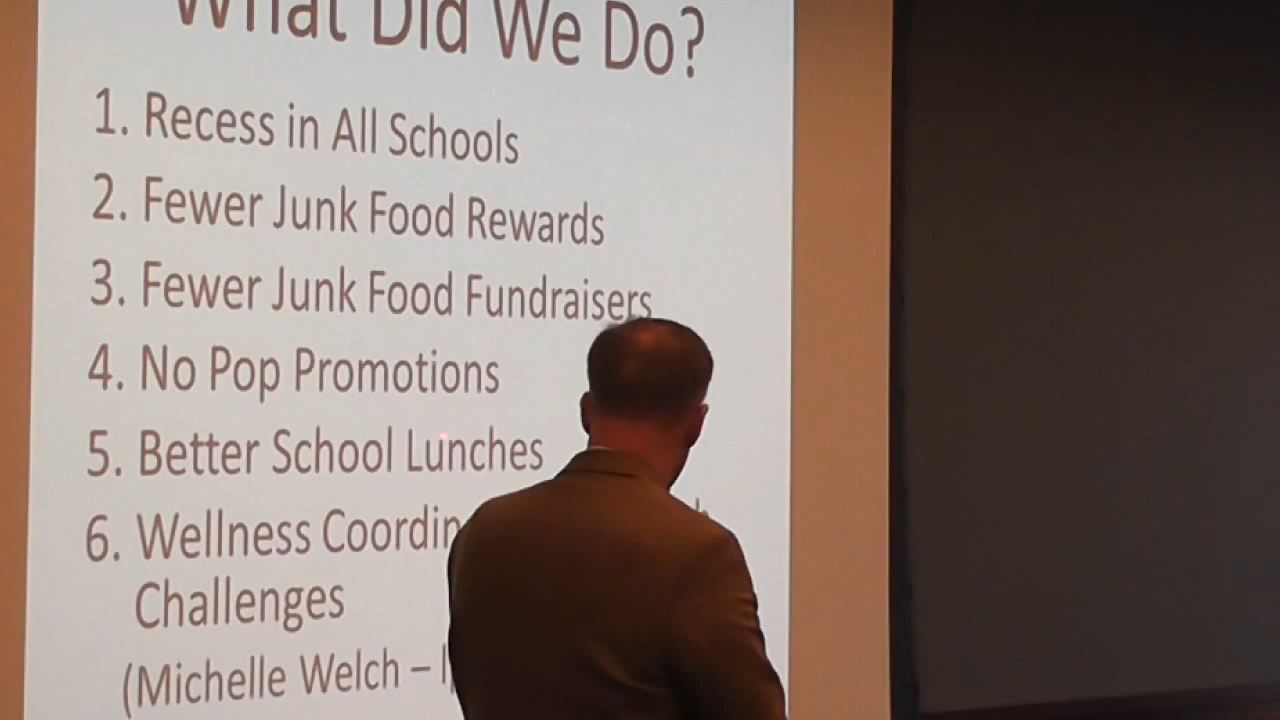 What Did We Do?
1. Recess in All Schools
2. Fewer Junk Food Rewards
3. Fewer Junk Food Fundraisers
4. No Pop Promotions
5. Better School Lunches
6. Wellness
Challenges
(Michelle Welch –